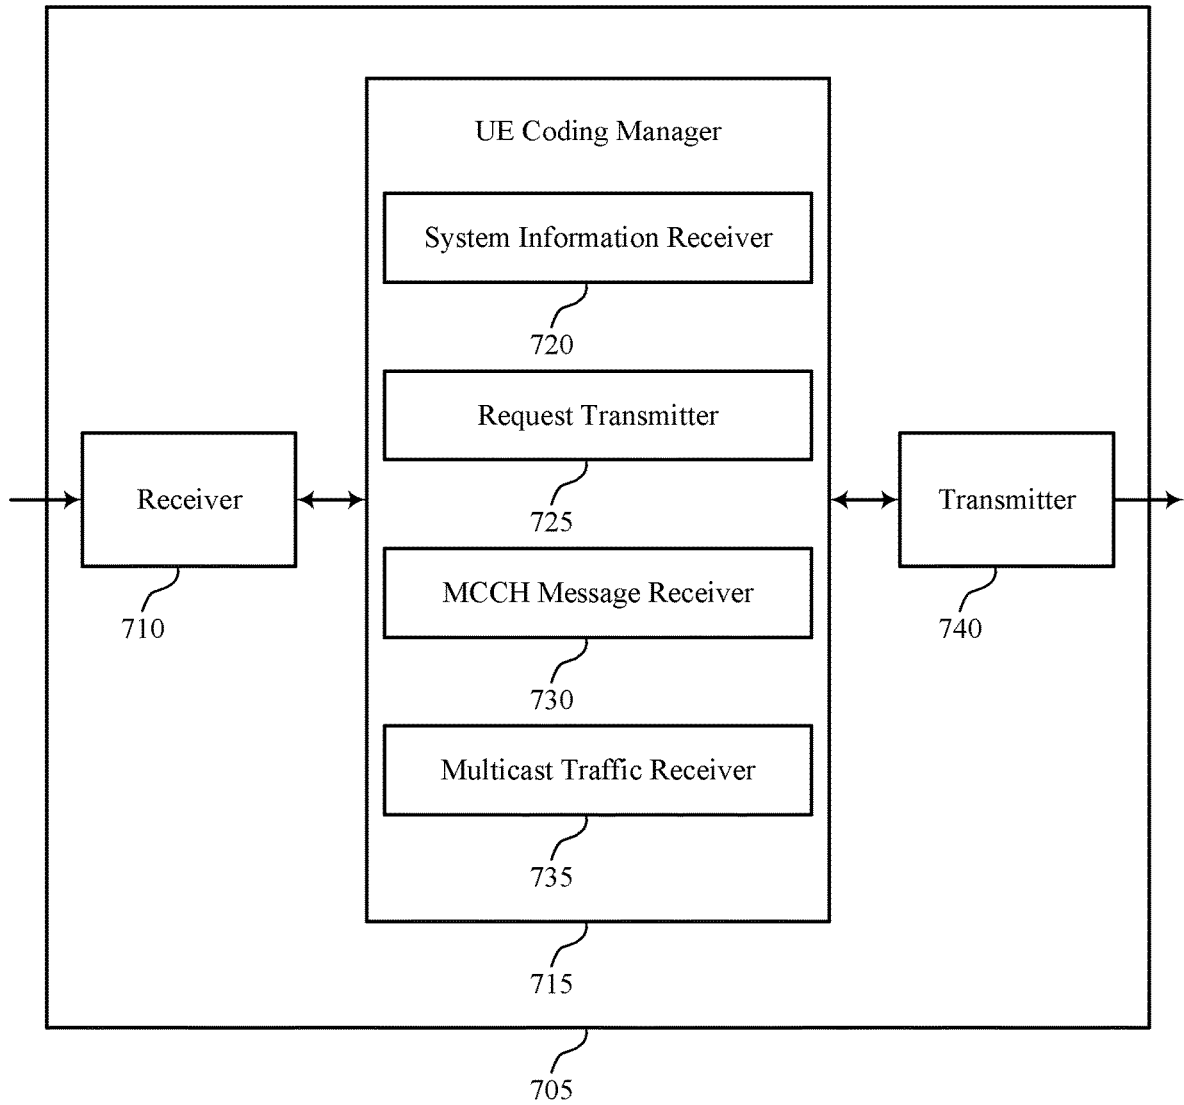 UE Coding Manager
System Information Receiver
720
Request Transmitter
725
Receiver
710
Transmitter
740
MCCH Message Receiver
730
Multicast Traffic Receiver
735
715
705